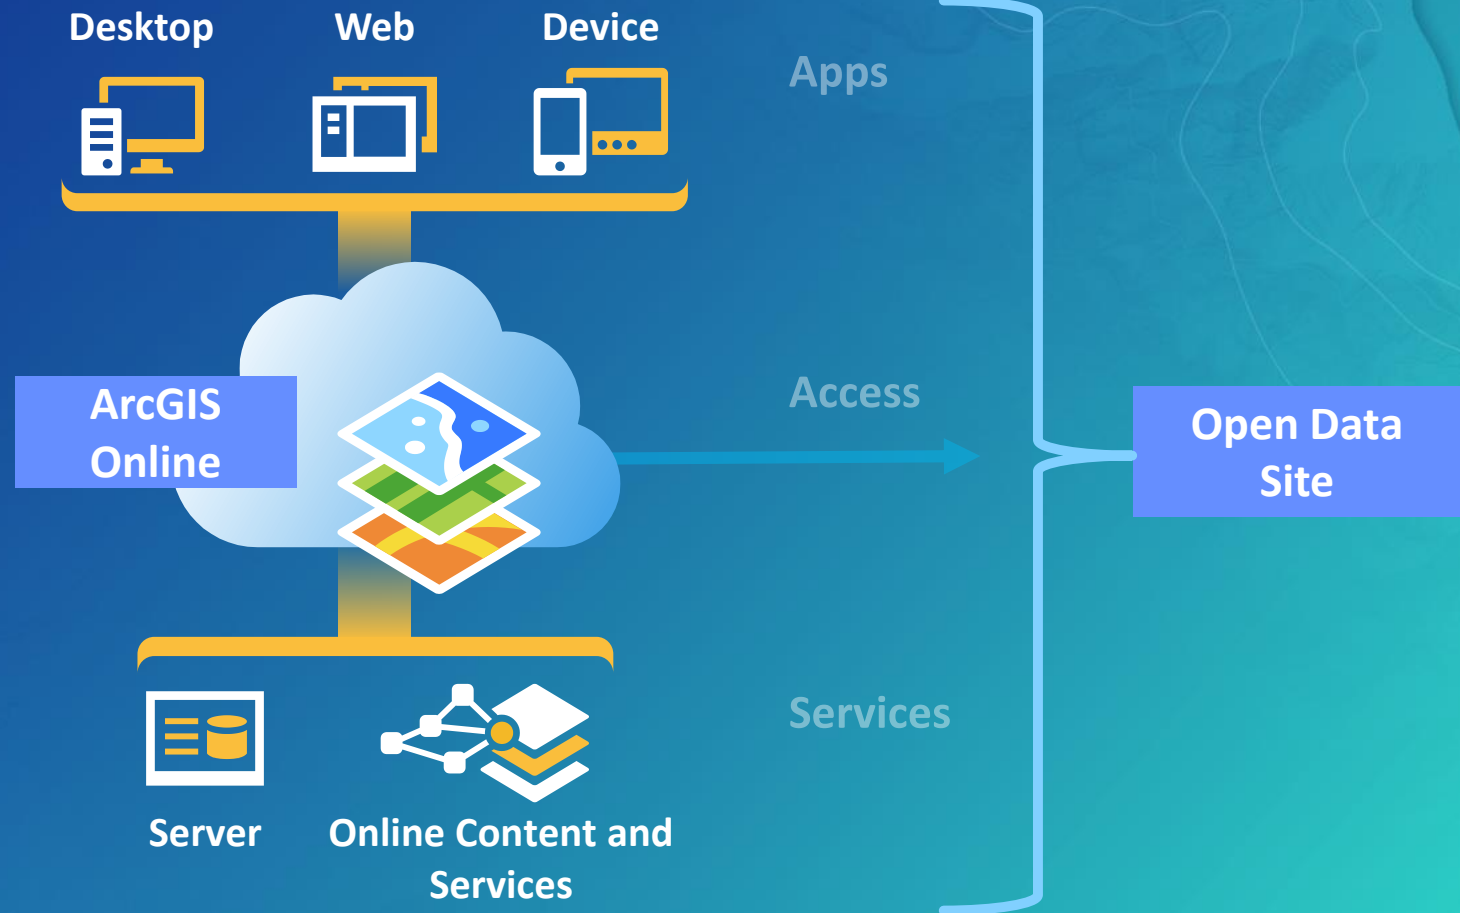 Desktop
Web
Device
Apps
ArcGIS
Online
Access
Open Data
Site
Services
Server
Online Content and
Services